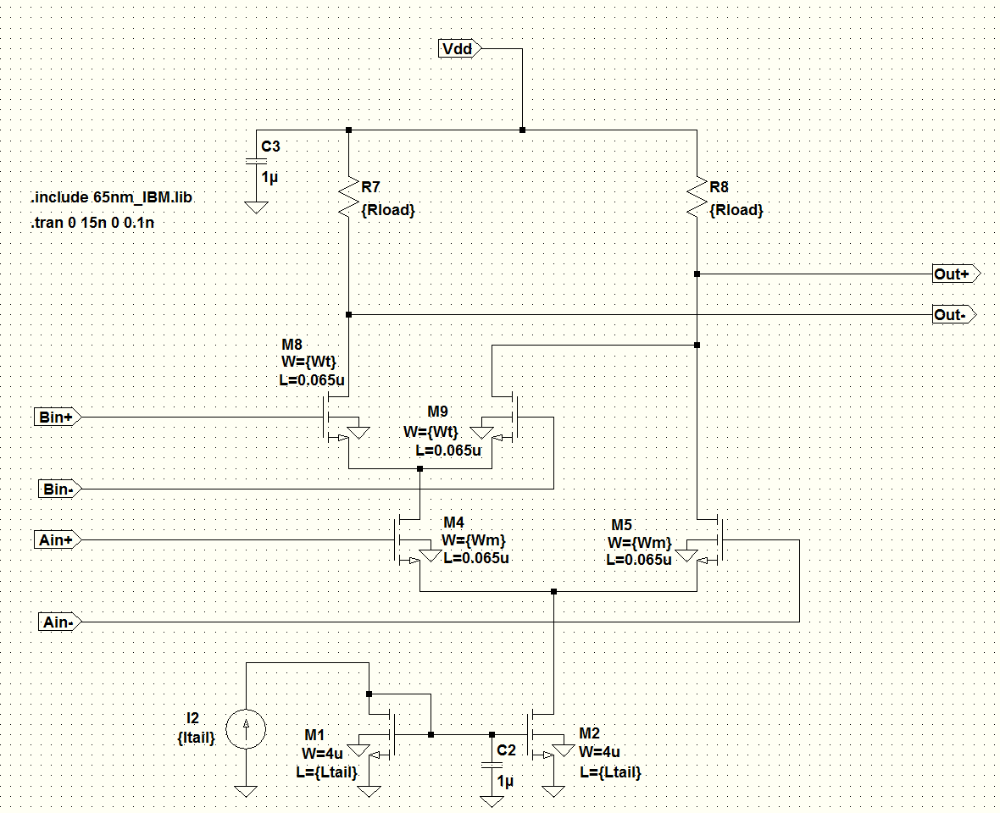 Vdd
C3
1µ
R7
{Rload}
R8
{Rload}
.include 65nm_IBM.lib
.tran 0 15n 0 0.1n
Out+
Out-
M8
W={Wt}
L=0.065u
Bin+
M9
W={Wt}
L=0.065u
Bin-
Ain+
M4
W={Wm}
L=0.065u
M5
W={Wm}
L=0.065u
Ain-
I2
{Itail}
M1
W=4u
L={Ltail}
C2
1µ
M2
W=4u
L={Ltail}